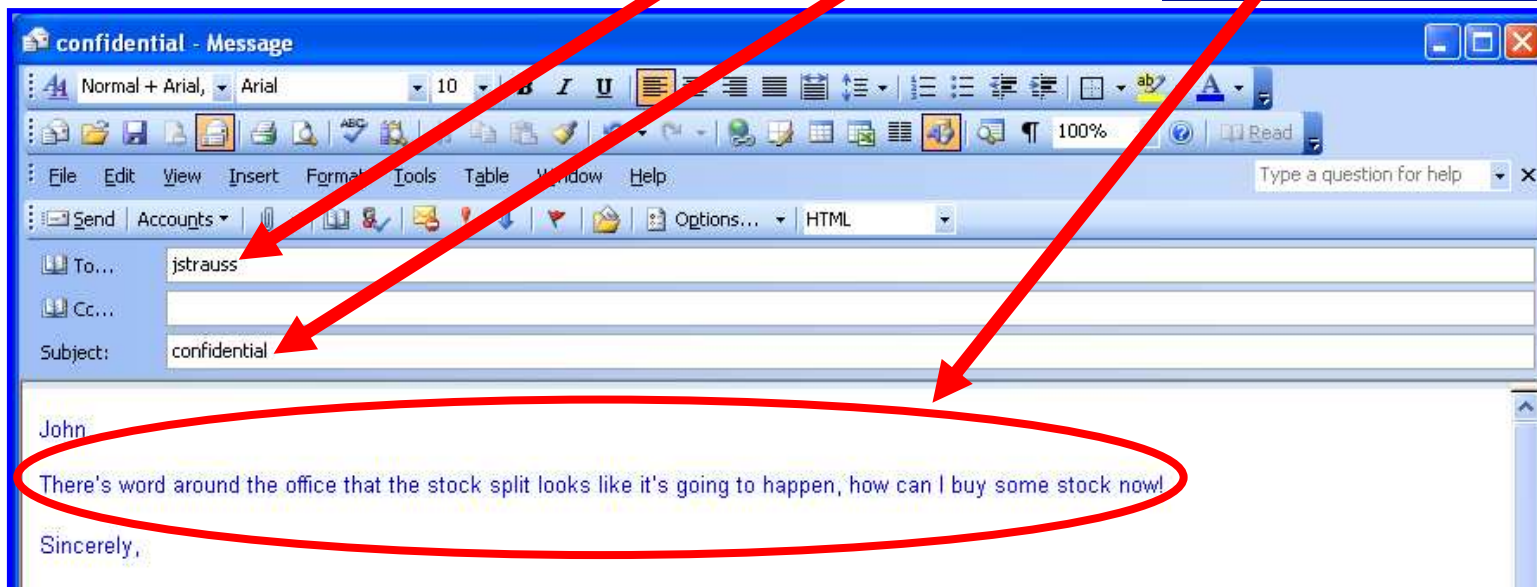 confidential - Message
Normal + Arial, Arial 10 B I U
100% Read
File Edit View Insert Format Tools Table Window Help Type a question for help
Send Accounts Options... HTML
To... jstrauss
Cc...
Subject: confidential
John
There's word around the office that the stock split looks like it's going to happen, how can I buy some stock now!
Sincerely,